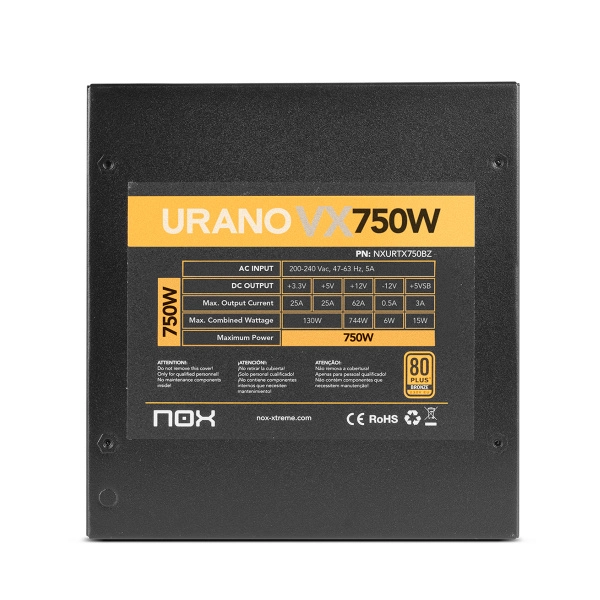 URANO VX 750W
PN: NXURTX750BZ
750W
AC INPUT 200-240 Vac, 47-63 Hz, 5A
DC OUTPUT +3.3V +5V +12V -12V +5VSB
Max. Output Current 25A 25A 62A 0.5A 3A
Max. Combined Wattage 130W 744W 6W 15W
Maximum Power 750W
ATTENTION!:
Do not remove this cover!
Only for qualified personnel!
No maintenance components
inside!
¡ATENCIÓN!:
¡No retirar la cubierta!
¡Solo personal cualificado!
¡No contiene componentes
internos que necesiten
mantenimiento!
ATENÇÃO!:
Não remova a cobertura!
Apenas para pessoal qualificado!
Não contém componentes que
necessitem de manutenção!
80
PLUS
BRONZE
nox
nox-xtreme.com
CE RoHS